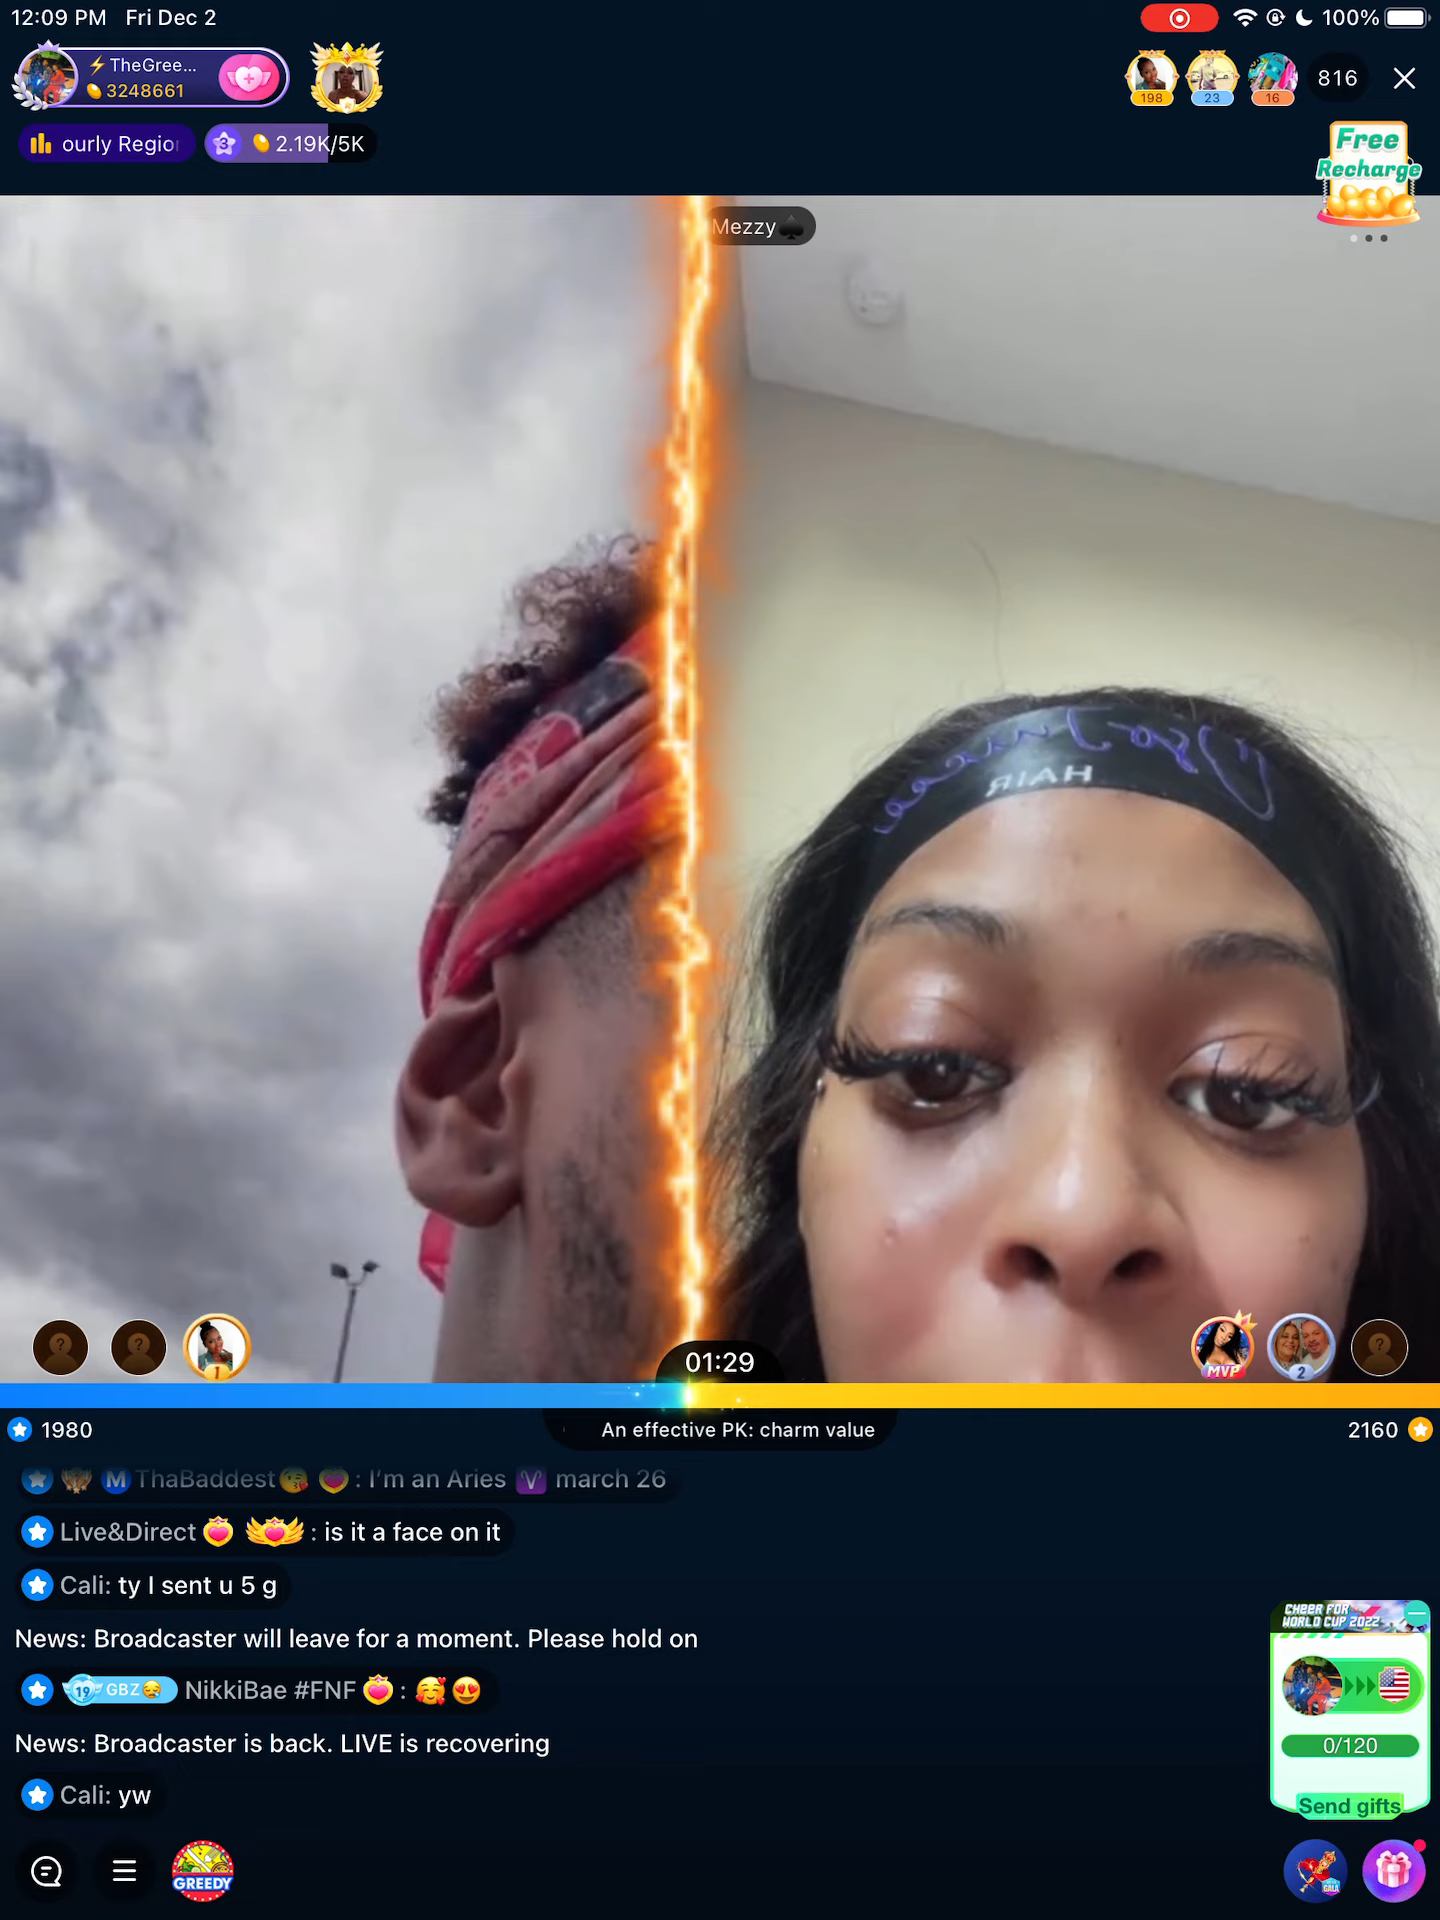 12:09 PM Fri Dec 2
100%
⚡TheGree...
3248661
198
23
16
816
ourly Regio
3
2.19K/5K
Free
Recharge
Mezzy♠
HAIR
1
01:29
MVP
2
1980
An effective PK: charm value
2160
M ThaBaddest😘 : I'm an Aries ♈ march 26
Live&Direct : is it a face on it
Cali: ty I sent u 5 g
News: Broadcaster will leave for a moment. Please hold on
19 GBZ😪 NikkiBae #FNF : 🥰 😍
News: Broadcaster is back. LIVE is recovering
Cali: yw
CHEER FOR
WORLD CUP 2022
0/120
Send gifts
GREEDY